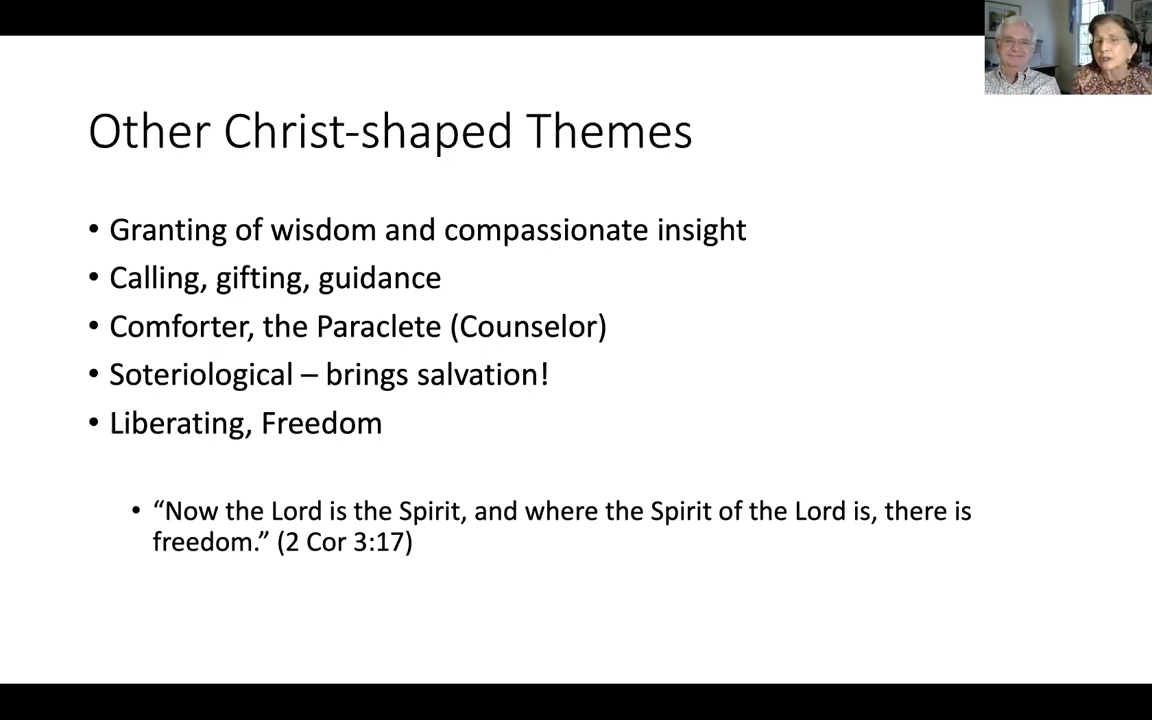 Other Christ-shaped Themes
• Granting of wisdom and compassionate insight
• Calling, gifting, guidance
• Comforter, the Paraclete (Counselor)
• Soteriological – brings salvation!
• Liberating, Freedom
• “Now the Lord is the Spirit, and where the Spirit of the Lord is, there is
freedom.” (2 Cor 3:17)